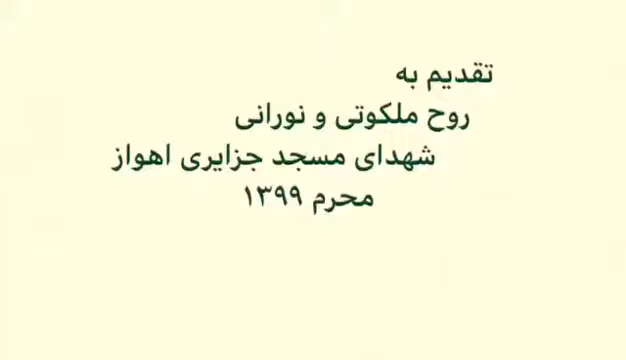 تقدیم به
روح ملکوتی و نورانی
شهدای مسجد جزایری اهواز
محرم ۱۳۹۹